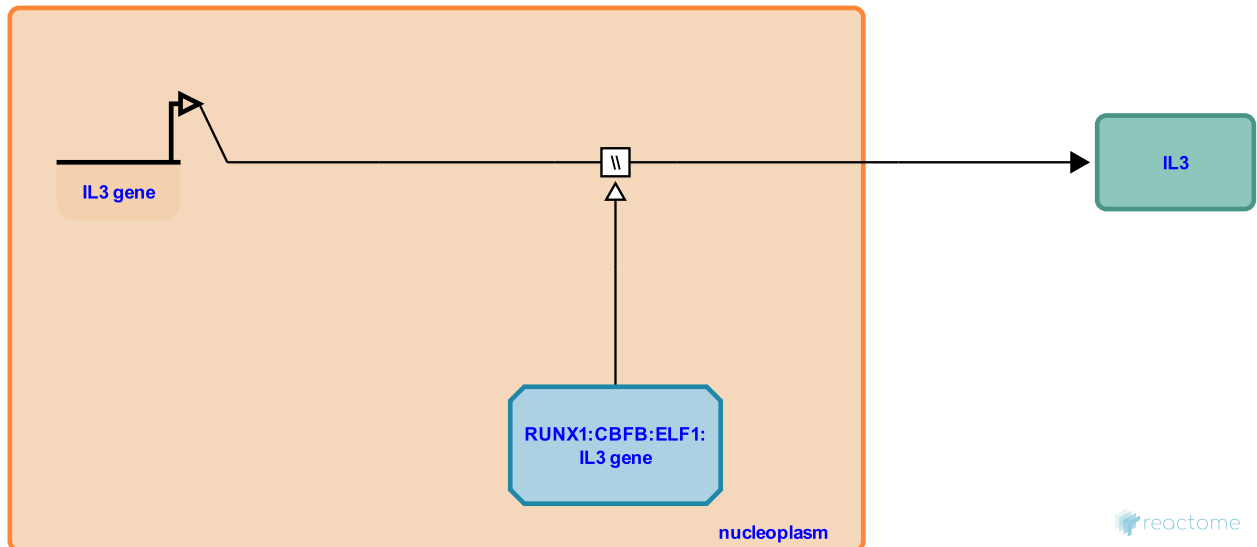 IL3 gene
\\
IL3
RUNX1:CBFB:ELF1:
IL3 gene
nucleoplasm
reactome